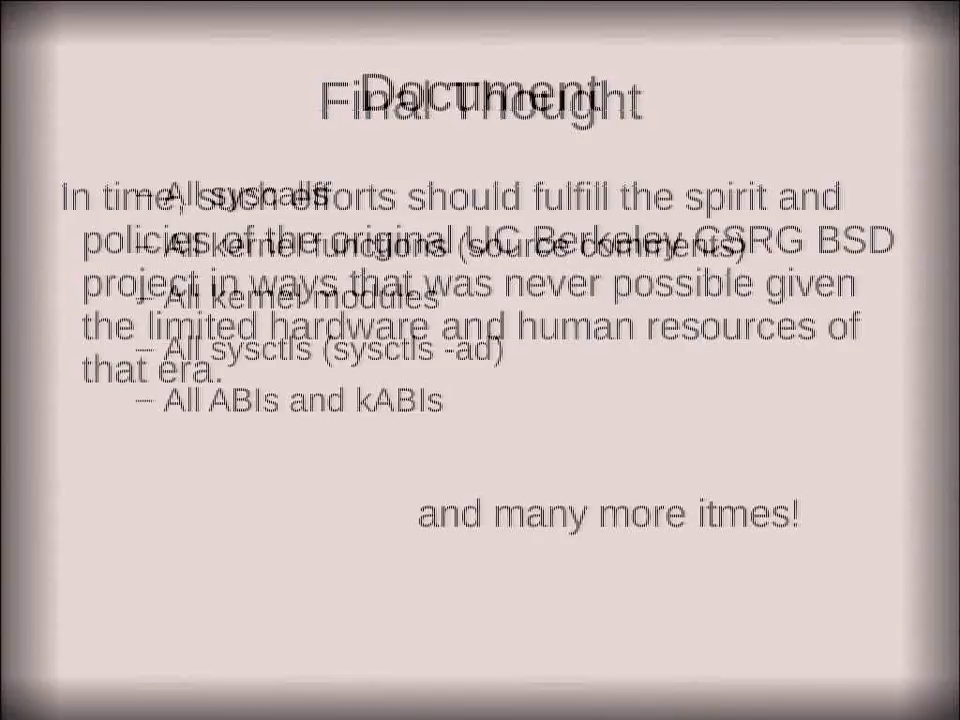 Document
– All syscalls
– All kernel functions (source comments)
– All kernel modules
– All sysctls (sysctls -ad)
– All ABIs and kABIs
and many more itmes!
Final Thought
In time, such efforts should fulfill the spirit and
policies of the original UC Berkeley CSRG BSD
project in ways that was never possible given
the limited hardware and human resources of
that era.